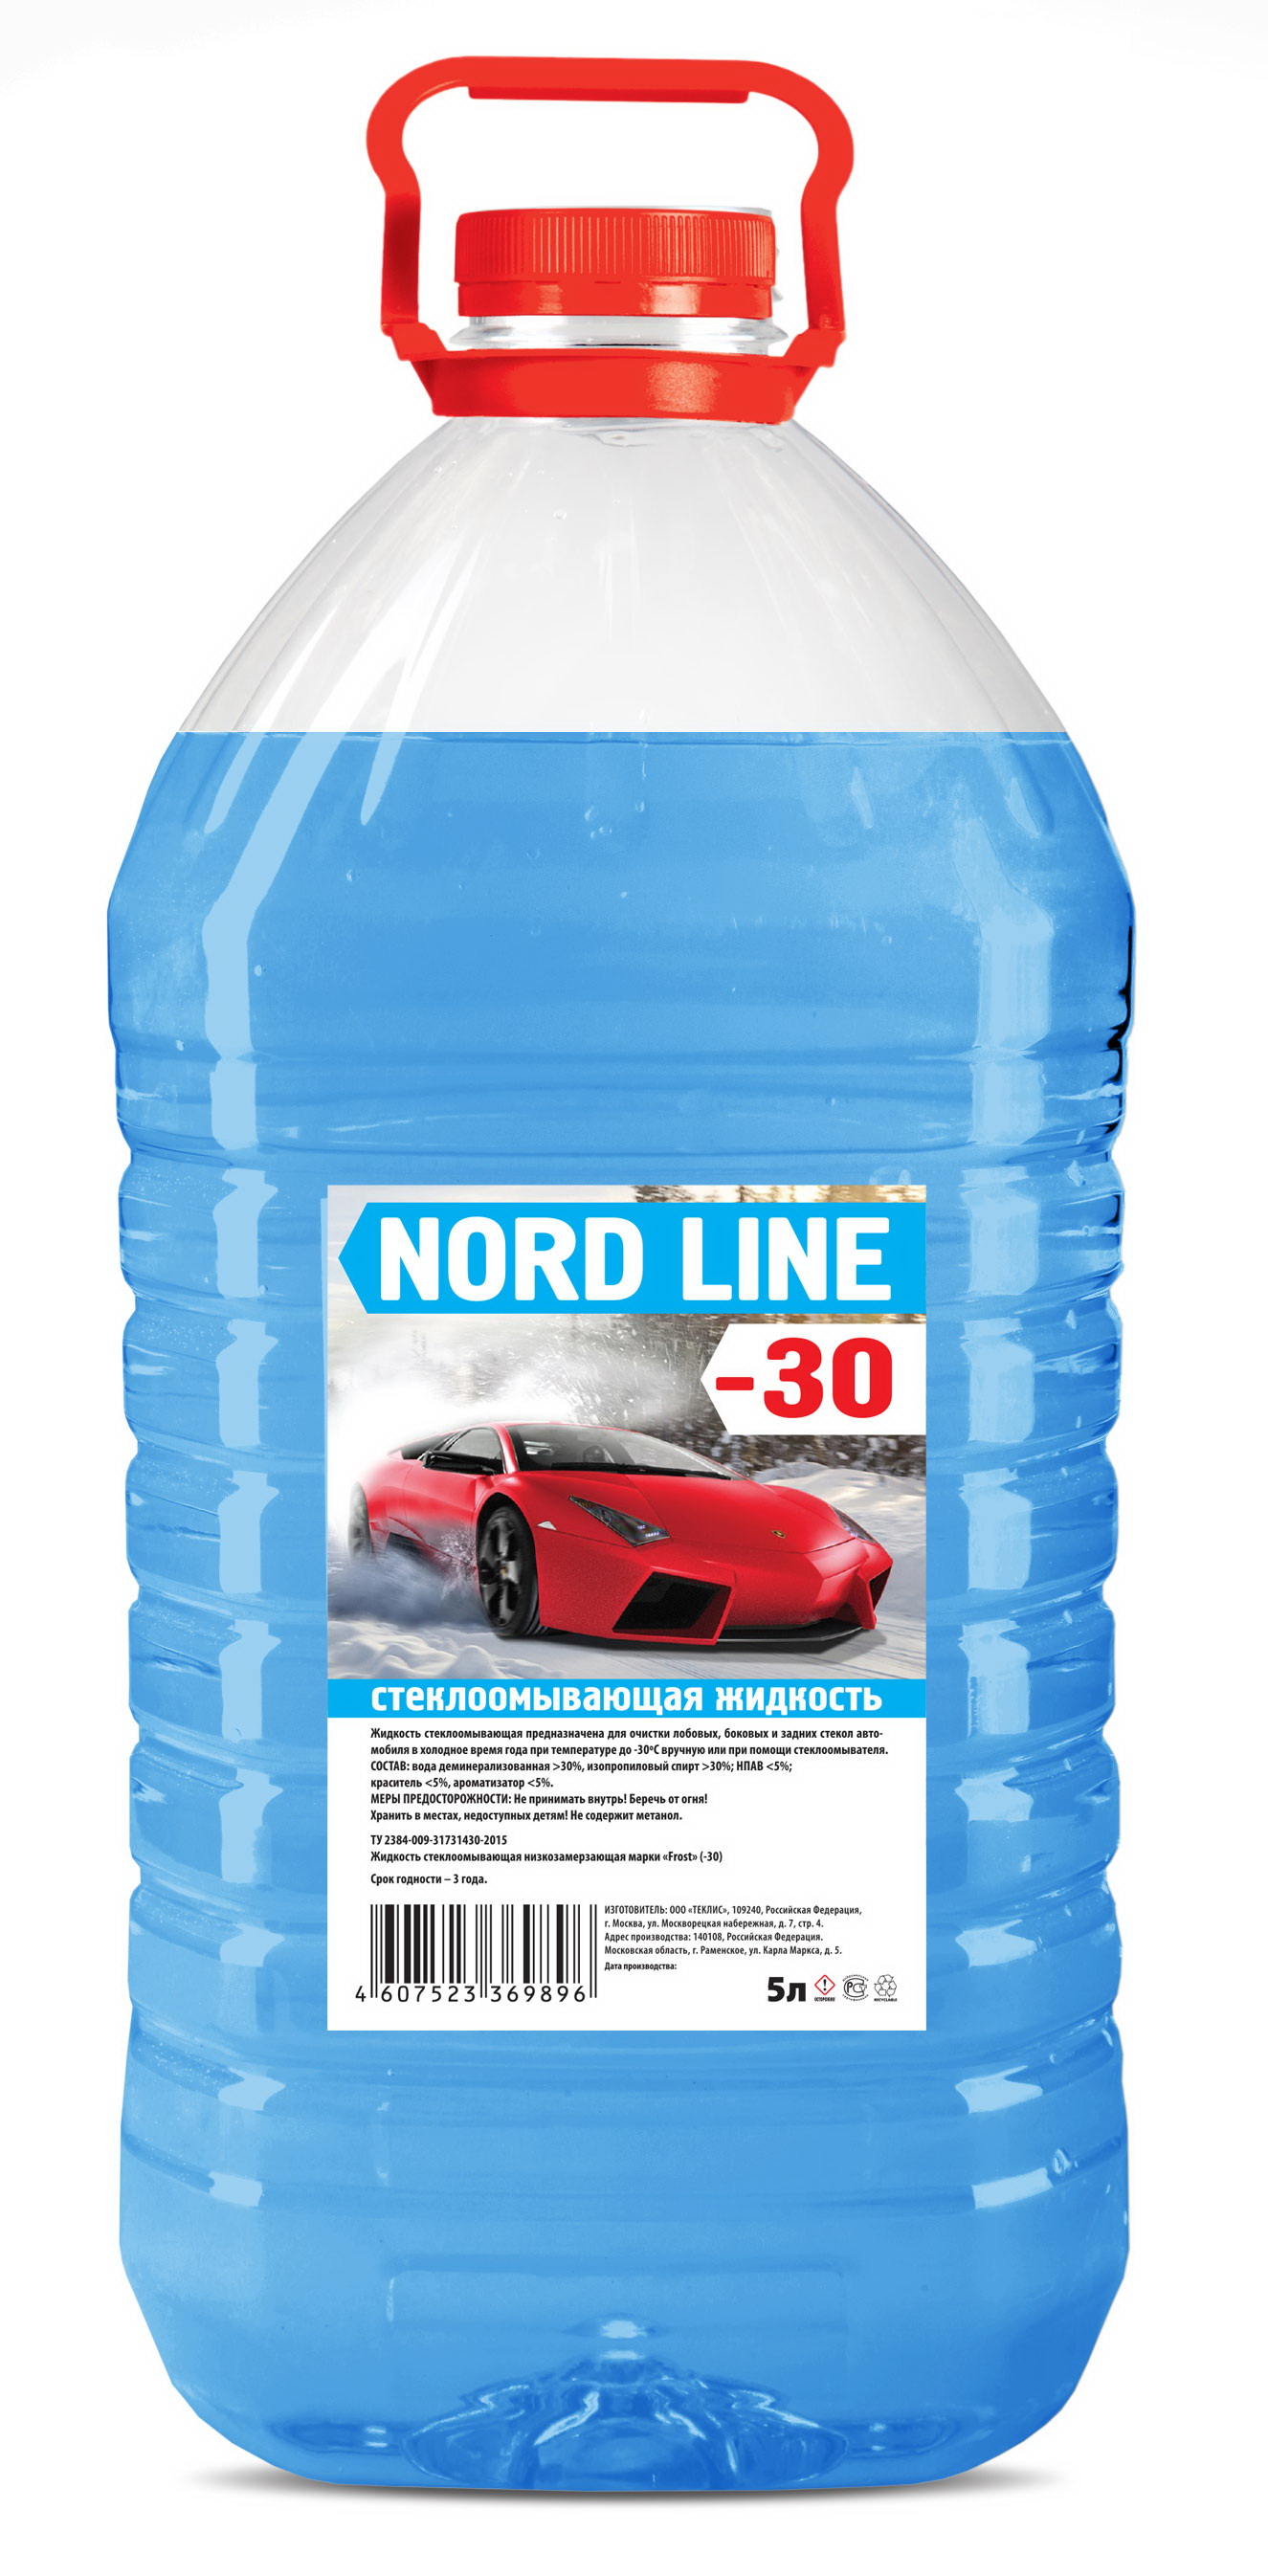 NORD LINE
-30
стеклоомывающая жидкость
Жидкость стеклоомывающая предназначена для очистки лобовых, боковых и задних стекол авто-
мобиля в холодное время года при температуре до -30ºС вручную или при помощи стеклоомывателя.
СОСТАВ: вода деминерализованная >30%, изопропиловый спирт >30%; НПАВ <5%;
краситель <5%, ароматизатор <5%.
МЕРЫ ПРЕДОСТОРОЖНОСТИ: Не принимать внутрь! Беречь от огня!
Хранить в местах, недоступных детям! Не содержит метанол.
ТУ 2384-009-31731430-2015
Жидкость стеклоомывающая низкозамерзающая марки «Frost» (-30)
Срок годности – 3 года.
ИЗГОТОВИТЕЛЬ: ООО «ТЕКЛИС», 109240, Российская Федерация,
г. Москва, ул. Москворецкая набережная, д. 7, стр. 4.
Адрес производства: 140108, Российская Федерация.
Московская область, г. Раменское, ул. Карла Маркса, д. 5.
Дата производства:
4 607523 369896
5л
ОСТОРОЖНО
РСТ
RECYCLABLE